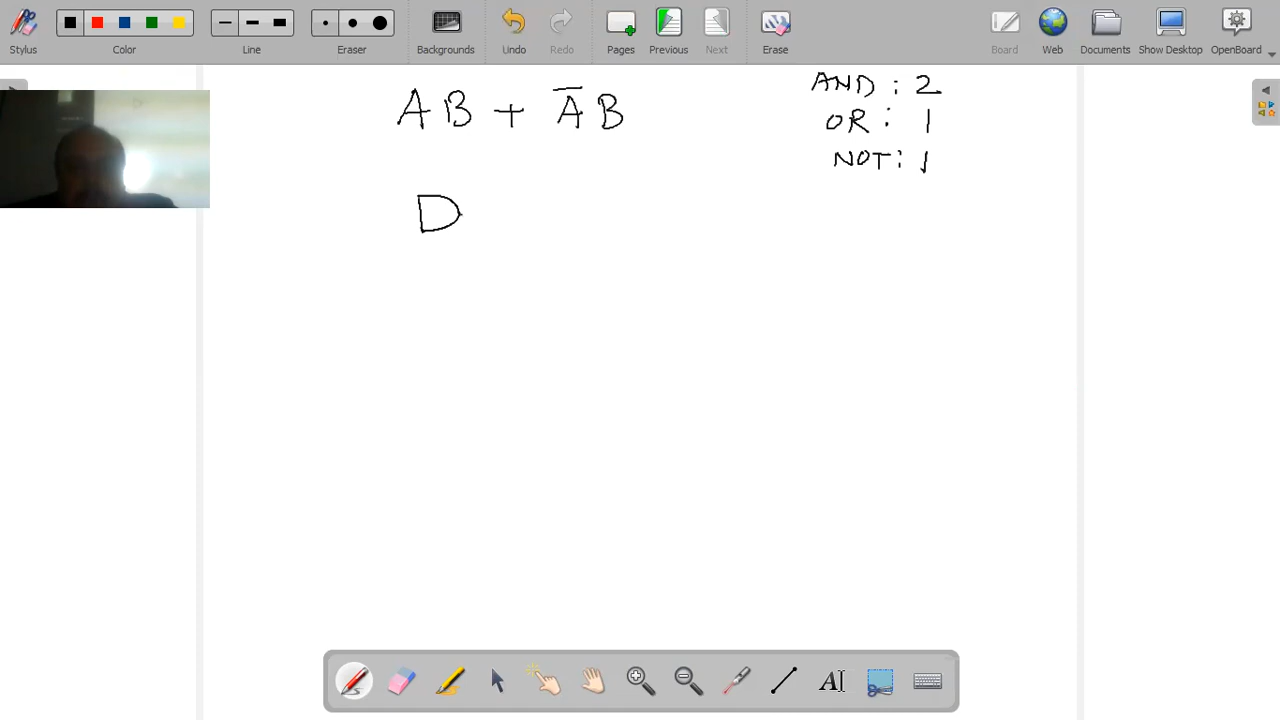 Stylus
Color
Line
Eraser
Backgrounds
Undo
Redo
Pages
Previous
Next
Erase
Board
Web
Documents
Show Desktop
OpenBoard
AB + A̅B
AND : 2
OR : 1
NOT : 1
D